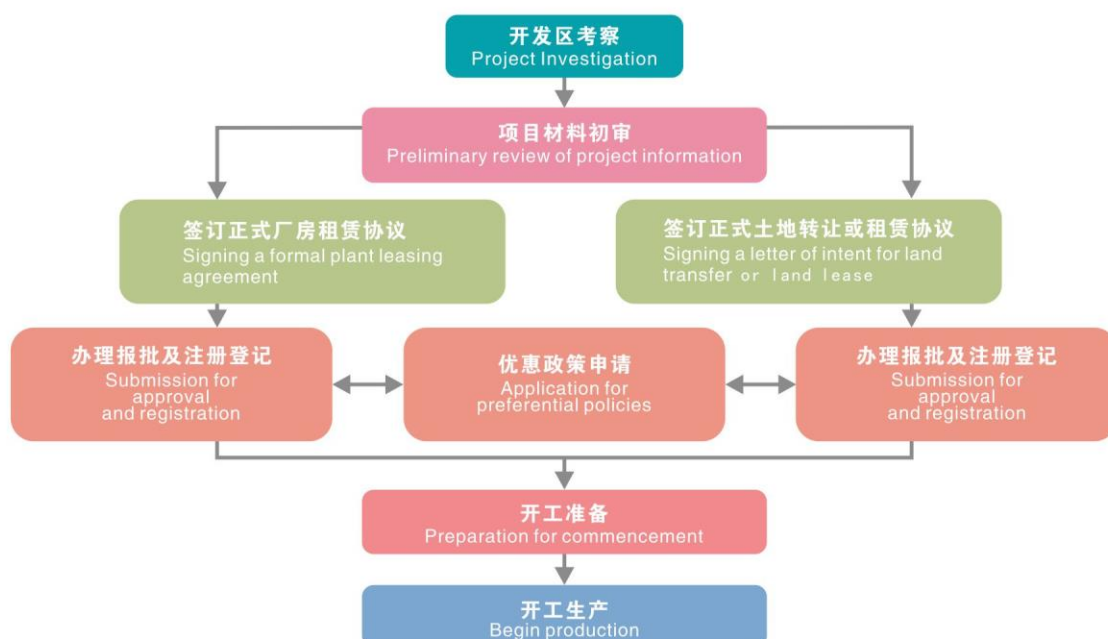 开发区考察
Project Investigation
项目材料初审
Preliminary review of project information
签订正式厂房租赁协议
Signing a formal plant leasing
agreement
签订正式土地转让或租赁协议
Signing a letter of intent for land
transfer or land lease
办理报批及注册登记
Submission for
approval
and registration
优惠政策申请
Application for
preferential policies
办理报批及注册登记
Submission for
approval
and registration
开工准备
Preparation for commencement
开工生产
Begin production